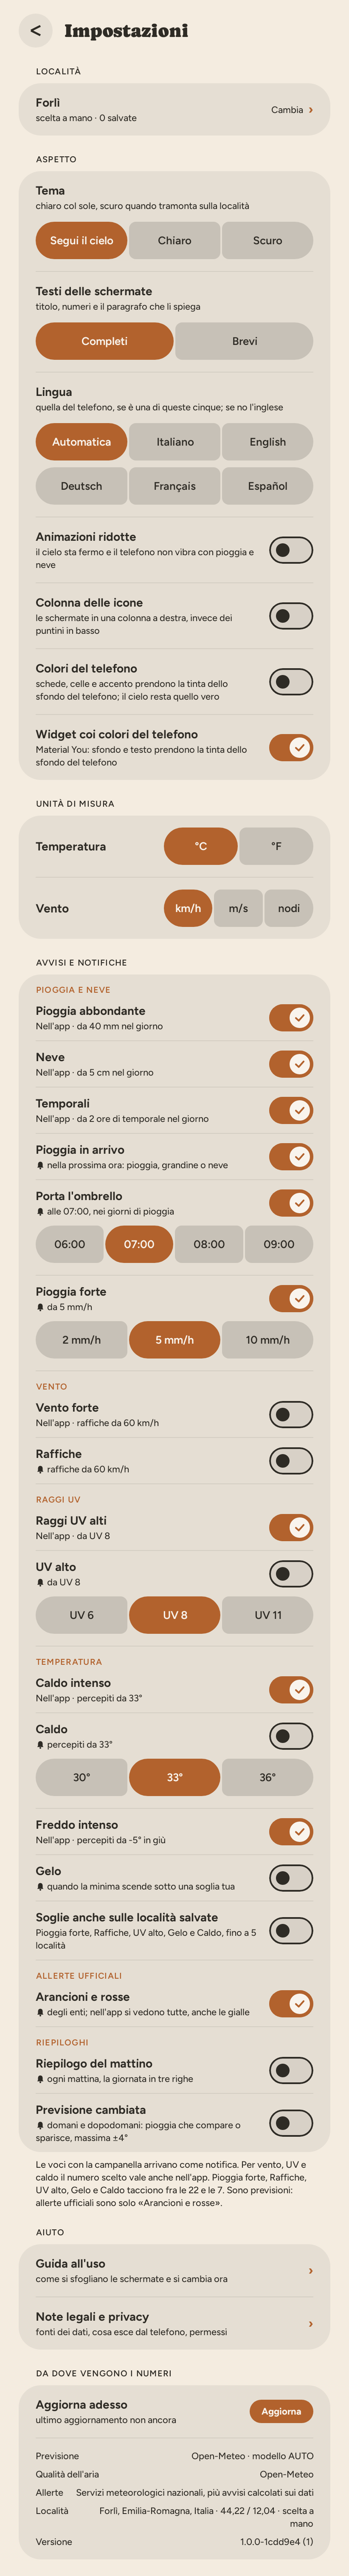 < Impostazioni
LOCALITÀ
Forlì
scelta a mano · 0 salvate
Cambia ›
ASPETTO
Tema
chiaro col sole, scuro quando tramonta sulla località
Segui il cielo Chiaro Scuro
Testi delle schermate
titolo, numeri e il paragrafo che li spiega
Completi Brevi
Lingua
quella del telefono, se è una di queste cinque; se no l'inglese
Automatica Italiano English
Deutsch Français Español
Animazioni ridotte
il cielo sta fermo e il telefono non vibra con pioggia e
neve
Colonna delle icone
le schermate in una colonna a destra, invece dei
puntini in basso
Colori del telefono
schede, celle e accento prendono la tinta dello
sfondo del telefono; il cielo resta quello vero
Widget coi colori del telefono
Material You: sfondo e testo prendono la tinta dello
sfondo del telefono
UNITÀ DI MISURA
Temperatura °C °F
Vento km/h m/s nodi
AVVISI E NOTIFICHE
PIOGGIA E NEVE
Pioggia abbondante
Nell'app · da 40 mm nel giorno
Neve
Nell'app · da 5 cm nel giorno
Temporali
Nell'app · da 2 ore di temporale nel giorno
Pioggia in arrivo
nella prossima ora: pioggia, grandine o neve
Porta l'ombrello
alle 07:00, nei giorni di pioggia
06:00 07:00 08:00 09:00
Pioggia forte
da 5 mm/h
2 mm/h 5 mm/h 10 mm/h
VENTO
Vento forte
Nell'app · raffiche da 60 km/h
Raffiche
raffiche da 60 km/h
RAGGI UV
Raggi UV alti
Nell'app · da UV 8
UV alto
da UV 8
UV 6 UV 8 UV 11
TEMPERATURA
Caldo intenso
Nell'app · percepiti da 33°
Caldo
percepiti da 33°
30° 33° 36°
Freddo intenso
Nell'app · percepiti da -5° in giù
Gelo
quando la minima scende sotto una soglia tua
Soglie anche sulle località salvate
Pioggia forte, Raffiche, UV alto, Gelo e Caldo, fino a 5
località
ALLERTE UFFICIALI
Arancioni e rosse
degli enti; nell'app si vedono tutte, anche le gialle
RIEPILOGHI
Riepilogo del mattino
ogni mattina, la giornata in tre righe
Previsione cambiata
domani e dopodomani: pioggia che compare o
sparisce, massima ±4°
Le voci con la campanella arrivano come notifica. Per vento, UV e
caldo il numero scelto vale anche nell'app. Pioggia forte, Raffiche,
UV alto, Gelo e Caldo tacciono fra le 22 e le 7. Sono previsioni:
allerte ufficiali sono solo «Arancioni e rosse».
AIUTO
Guida all'uso
come si sfogliano le schermate e si cambia ora
›
Note legali e privacy
fonti dei dati, cosa esce dal telefono, permessi
›
DA DOVE VENGONO I NUMERI
Aggiorna adesso
ultimo aggiornamento non ancora
Aggiorna
Previsione Open-Meteo · modello AUTO
Qualità dell'aria Open-Meteo
Allerte Servizi meteorologici nazionali, più avvisi calcolati sui dati
Località Forlì, Emilia-Romagna, Italia · 44,22 / 12,04 · scelta a
mano
Versione 1.0.0-1cdd9e4 (1)